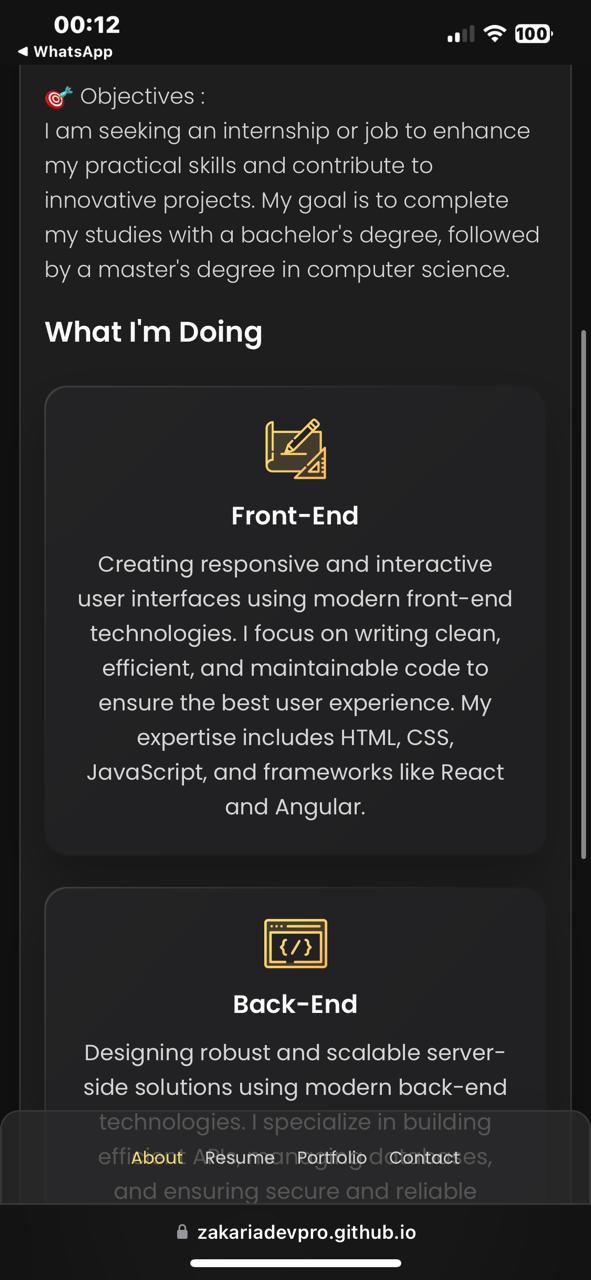 00:12
100
◀ WhatsApp
🎯 Objectives :
I am seeking an internship or job to enhance
my practical skills and contribute to
innovative projects. My goal is to complete
my studies with a bachelor's degree, followed
by a master's degree in computer science.
What I'm Doing
Front-End
Creating responsive and interactive
user interfaces using modern front-end
technologies. I focus on writing clean,
efficient, and maintainable code to
ensure the best user experience. My
expertise includes HTML, CSS,
JavaScript, and frameworks like React
and Angular.
{/}
Back-End
Designing robust and scalable server-
side solutions using modern back-end
technologies. I specialize in building
efficient APIs, managing databases,
About Resume Portfolio Contact
and ensuring secure and reliable
zakariadevpro.github.io